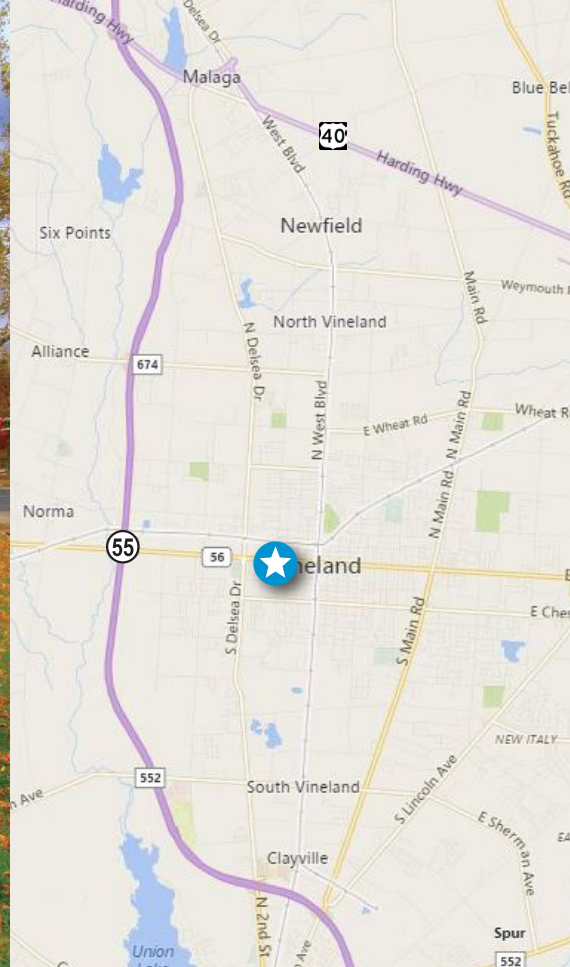 Harding Hwy
Delsea Dr
Malaga
Blue Bel
40
West Blvd
Harding Hwy
Tuckahoe Rd
Newfield
Six Points
Weymouth
Main Rd
North Vineland
Alliance
674
N Delsea Dr
N West Blvd
N Main Rd
Wheat R
E Wheat Rd
N Main Rd
Norma
55
56
neland
E
S Delsea Dr
S Main Rd
E Ches
NEW ITALY
552
South Vineland
n Ave
S Lincoln Ave
E Sherman Ave
EA
Clayville
N 2nd St
n Ave
Spur
552
Union